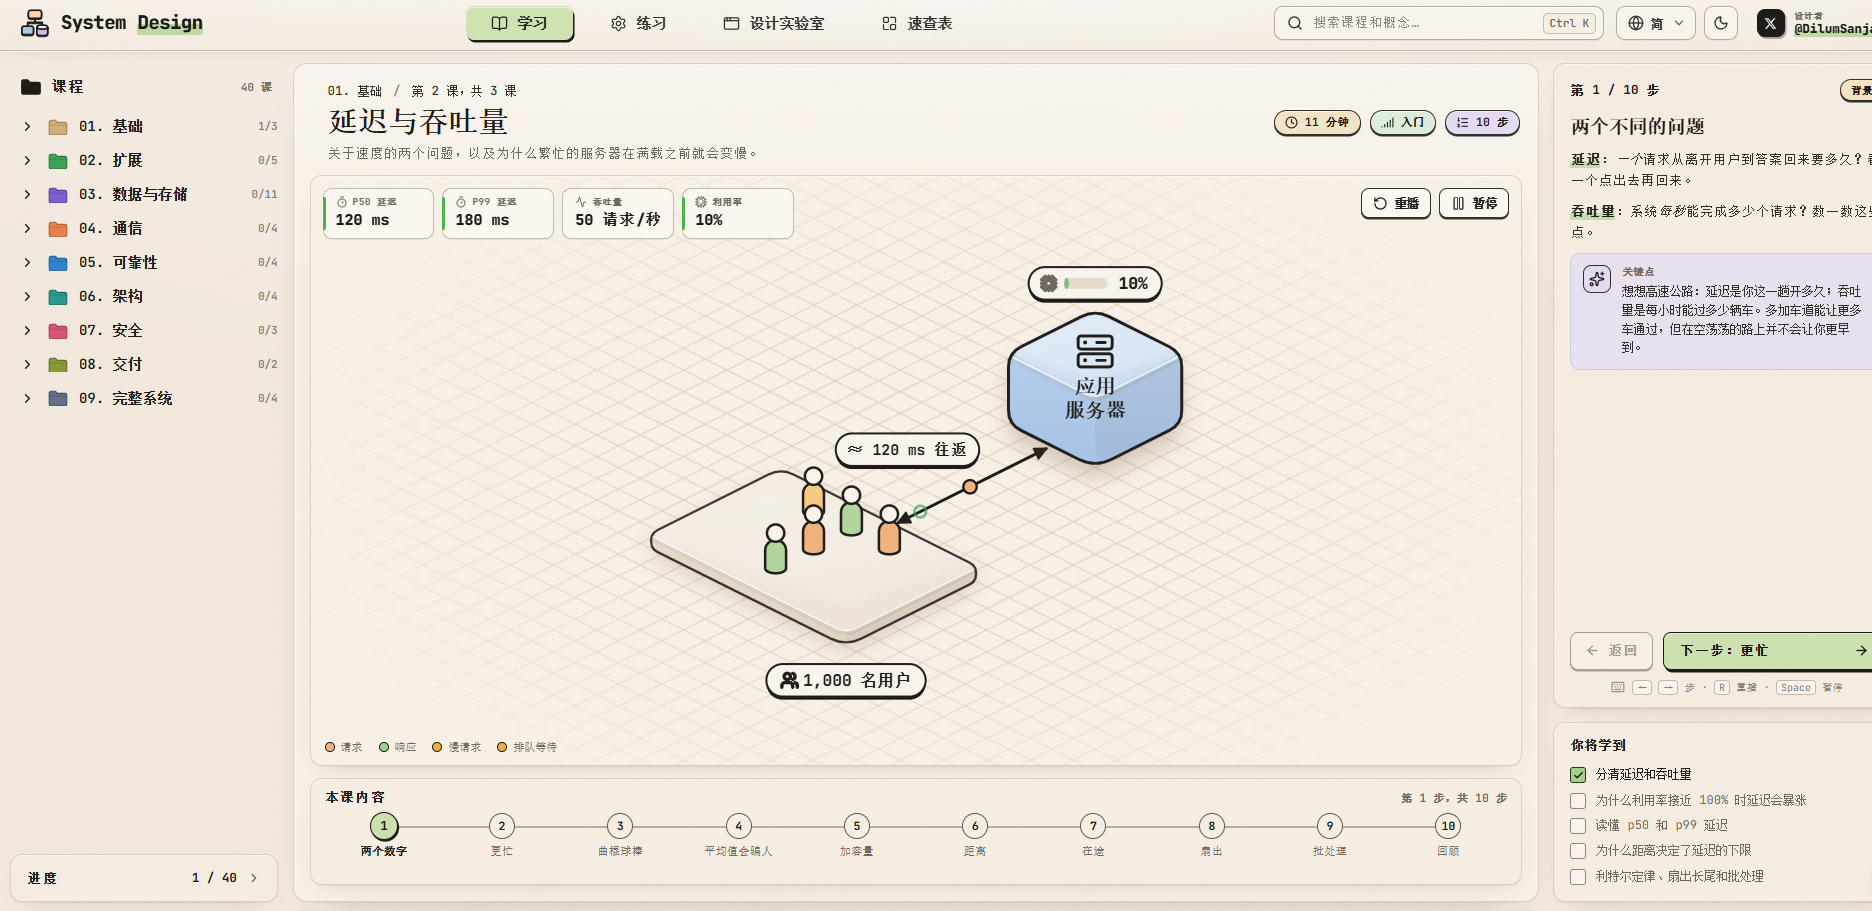 System Design
学习
练习
设计实验室
速查表
搜索课程和概念…
Ctrl K
简
设计者
@DilumSanja
课程
40 课
01. 基础
1/3
02. 扩展
0/5
03. 数据与存储
0/11
04. 通信
0/4
05. 可靠性
0/4
06. 架构
0/4
07. 安全
0/3
08. 交付
0/2
09. 完整系统
0/4
进度
1 / 40
01. 基础 / 第 2 课,共 3 课
延迟与吞吐量
关于速度的两个问题，以及为什么繁忙的服务器在满载之前就会变慢。
11 分钟
入门
10 步
P50 延迟
120 ms
P99 延迟
180 ms
吞吐量
50 请求/秒
利用率
10%
重播
暂停
10%
应用
服务器
120 ms 往返
1,000 名用户
请求
响应
慢请求
排队等待
本课内容
第 1 步，共 10 步
1
2
3
4
5
6
7
8
9
10
两个数字
更忙
曲棍球棒
平均值会骗人
加容量
距离
在途
扇出
批处理
回顾
第 1 / 10 步
背景
两个不同的问题
延迟：一个请求从离开用户到答案回来要多久？
一个点出去再回来。
吞吐量：系统每秒能完成多少个请求？数一数这些
点。
关键点
想想高速公路：延迟是你这一趟开多久；吞吐
量是每小时能过多少辆车。多加车道能让更多
车通过，但在空荡荡的路上并不会让你更早
到。
← 返回
下一步：更忙 →
← → 步 · R 重播 · Space 暂停
你将学到
分清延迟和吞吐量
为什么利用率接近 100% 时延迟会暴涨
读懂 p50 和 p99 延迟
为什么距离决定了延迟的下限
利特尔定律、扇出长尾和批处理